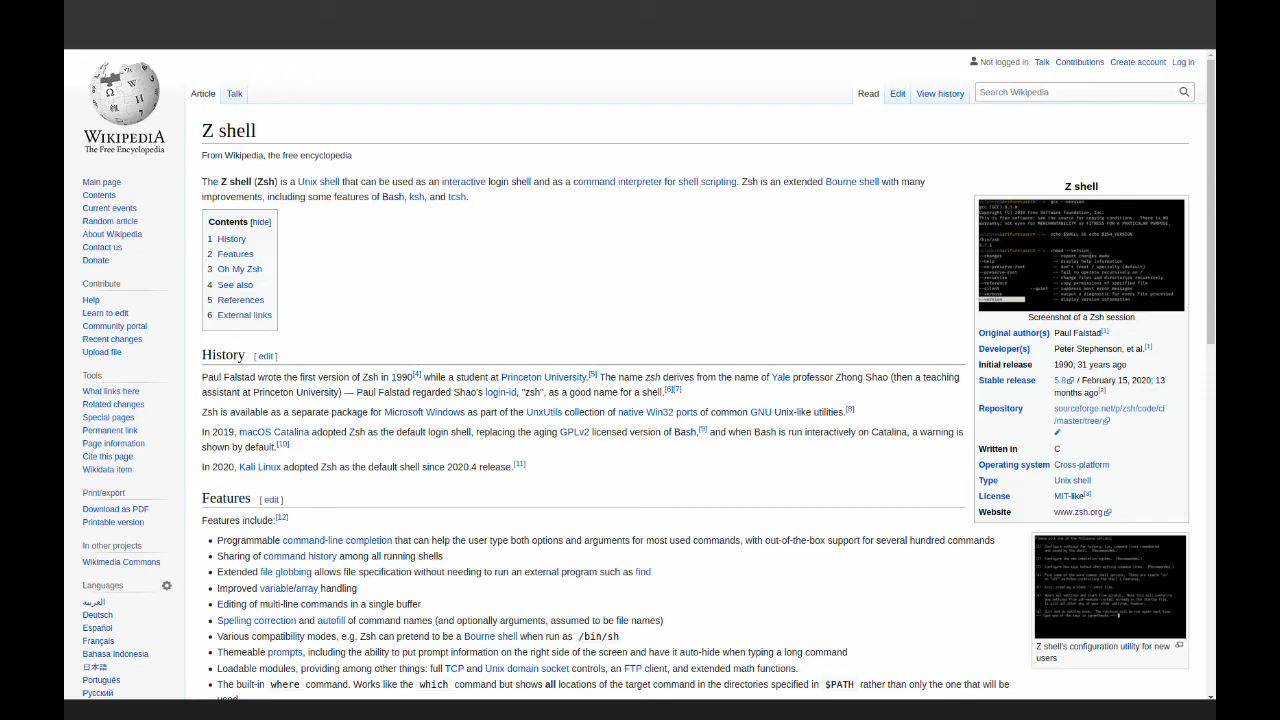 Not logged in Talk Contributions Create account Log in
Article Talk Read Edit View history Search Wikipedia
WIKIPEDIA
The Free Encyclopedia
Main page
Contents
Current events
Random article
About Wikipedia
Contact us
Donate
Contribute
Help
Learn to edit
Community portal
Recent changes
Upload file
Tools
What links here
Related changes
Special pages
Permanent link
Page information
Cite this page
Wikidata item
Print/export
Download as PDF
Printable version
In other projects
Wikimedia Commons
Languages
العربية
Deutsch
Español
Français
Bahasa Indonesia
日本語
Português
Русский
Z shell
From Wikipedia, the free encyclopedia
The Z shell (Zsh) is a Unix shell that can be used as an interactive login shell and as a command interpreter for shell scripting. Zsh is an extended Bourne shell with many
improvements, including some features of Bash, ksh, and tcsh.
Contents [hide]
1 History
2 Features
3 Oh My Zsh
4 See also
5 References
6 External links
History [ edit ]
Paul Falstad wrote the first version of Zsh in 1990[4] while a student at Princeton University.[5] The name zsh derives from the name of Yale professor Zhong Shao (then a teaching
assistant at Princeton University) — Paul Falstad regarded Shao's login-id, "zsh", as a good name for a shell.[6][7]
Zsh is available as a separate package for Microsoft Windows as part of the UnxUtils collection of native Win32 ports of common GNU Unix-like utilities.[8]
In 2019, macOS Catalina adopted Zsh as the default login shell, replacing the aging GPLv2 licensed version of Bash,[9] and when Bash is run interactively on Catalina, a warning is
shown by default.[10]
In 2020, Kali Linux adopted Zsh as the default shell since 2020.4 release.[11]
Features [ edit ]
Features include:[12]
• Programmable command-line completion that can help the user type both options and arguments for most used commands, with out-of-the-box support for several hundred commands
• Sharing of command history among all running shells
• Extended file globbing allows file specification without needing to run an external program such as find
• Improved variable/array handling
• Editing of multi-line commands in a single buffer
• Spelling correction and autofill of command names (and optionally arguments, assumed to be file names)
• Various compatibility modes, e.g. Zsh can pretend to be a Bourne shell when run as /bin/sh
• Themeable prompts, including the ability to put prompt information on the right side of the screen and have it auto-hide when typing a long command
• Loadable modules, providing among other things: full TCP and Unix domain socket controls, an FTP client, and extended math functions.
• The built-in where command. Works like the which command but shows all locations of the target command in the directories specified in $PATH rather than only the one that will be
used.
Z shell
Screenshot of a Zsh session
Original author(s) Paul Falstad[1]
Developer(s) Peter Stephenson, et al.[1]
Initial release 1990; 31 years ago
Stable release 5.8 / February 15, 2020; 13
months ago[2]
Repository sourceforge.net/p/zsh/code/ci
/master/tree/
Written in C
Operating system Cross-platform
Type Unix shell
License MIT-like[3]
Website www.zsh.org
Z shell's configuration utility for new
users